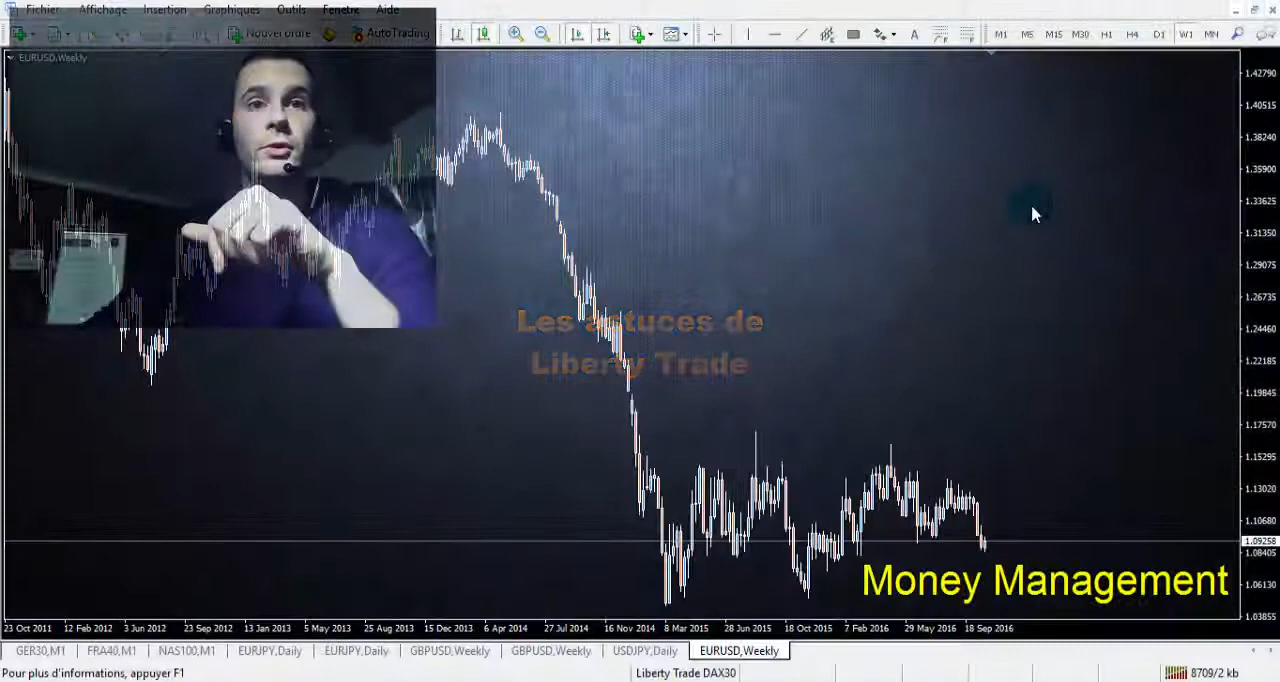 Fichier Affichage Insertion Graphiques Outils Fenetre Aide
Nouvel ordre AutoTrading M1 M5 M15 M30 H1 H4 D1 W1 MN
EURUSD,Weekly
1.42790
1.40515
1.38240
1.35900
1.33625
1.31350
1.29075
1.26735
1.24460
1.22185
1.19845
1.17570
1.15295
1.13020
1.10680
1.09258
1.08405
1.06130
1.03855
Les astuces de
Liberty Trade
Money Management
23 Oct 2011 12 Feb 2012 3 Jun 2012 23 Sep 2012 13 Jan 2013 5 May 2013 25 Aug 2013 15 Dec 2013 6 Apr 2014 27 Jul 2014 16 Nov 2014 8 Mar 2015 28 Jun 2015 18 Oct 2015 7 Feb 2016 29 May 2016 18 Sep 2016
GER30,M1 FRA40,M1 NAS100,M1 EURJPY,Daily EURJPY,Daily GBPUSD,Weekly GBPUSD,Weekly USDJPY,Daily EURUSD,Weekly
Pour plus d'informations, appuyer F1 Liberty Trade DAX30 8709/2 kb